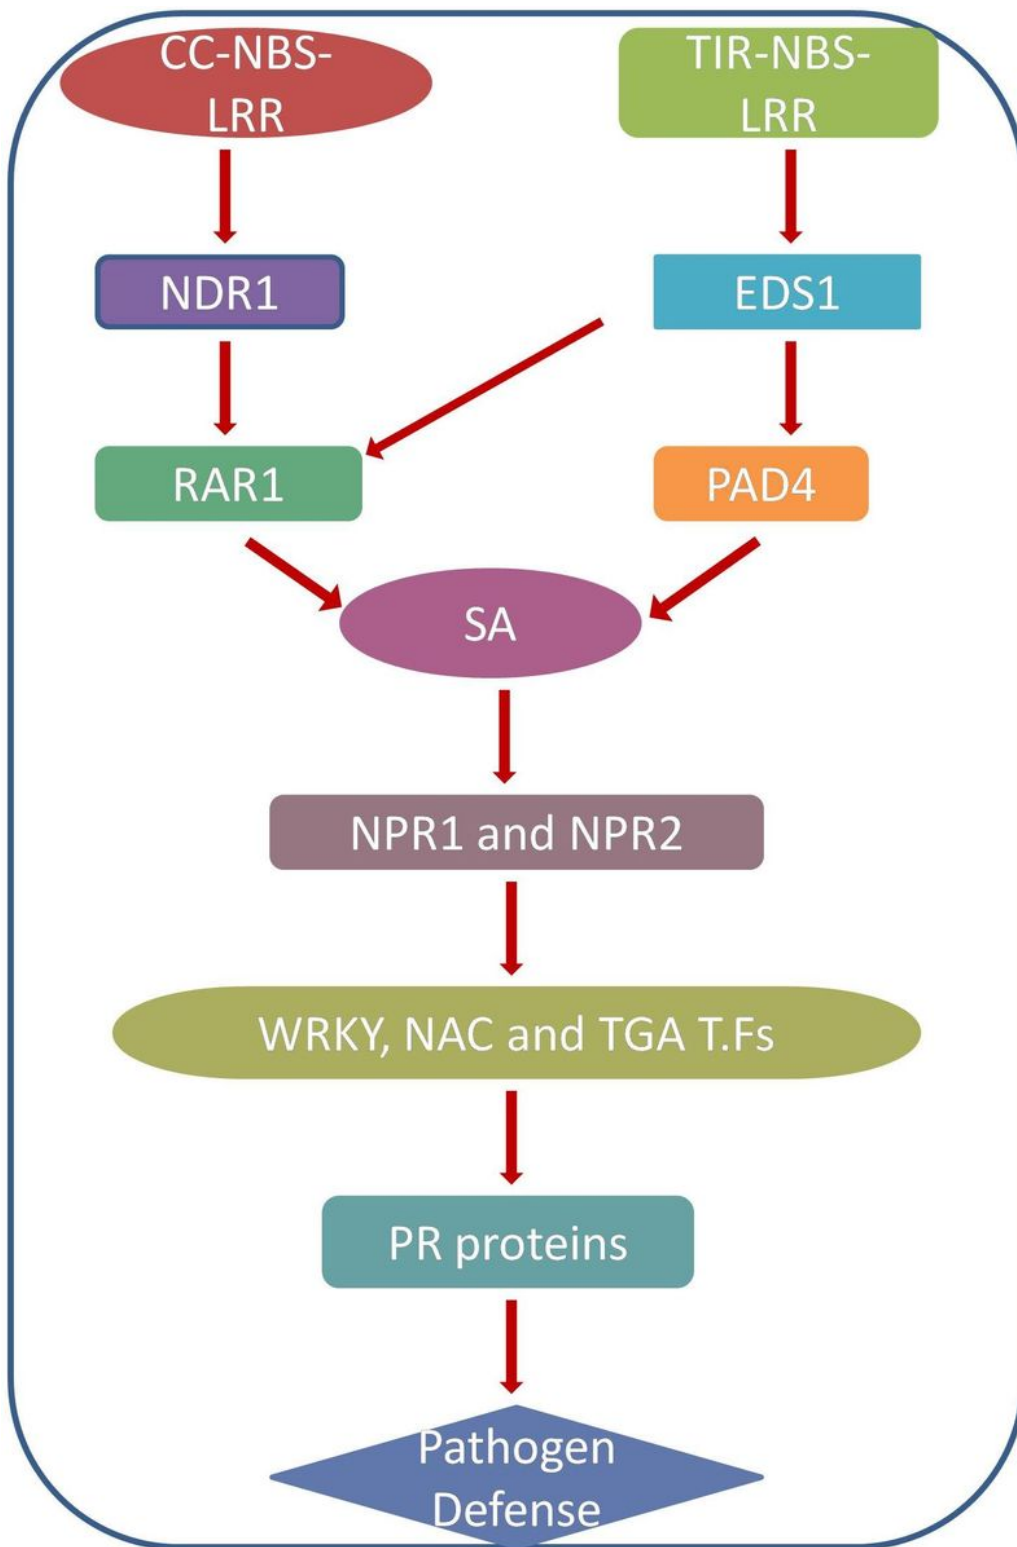 CC-NBS-
LRR
TIR-NBS-
LRR
NDR1
EDS1
RAR1
PAD4
SA
NPR1 and NPR2
WRKY, NAC and TGA T.Fs
PR proteins
Pathogen
Defense